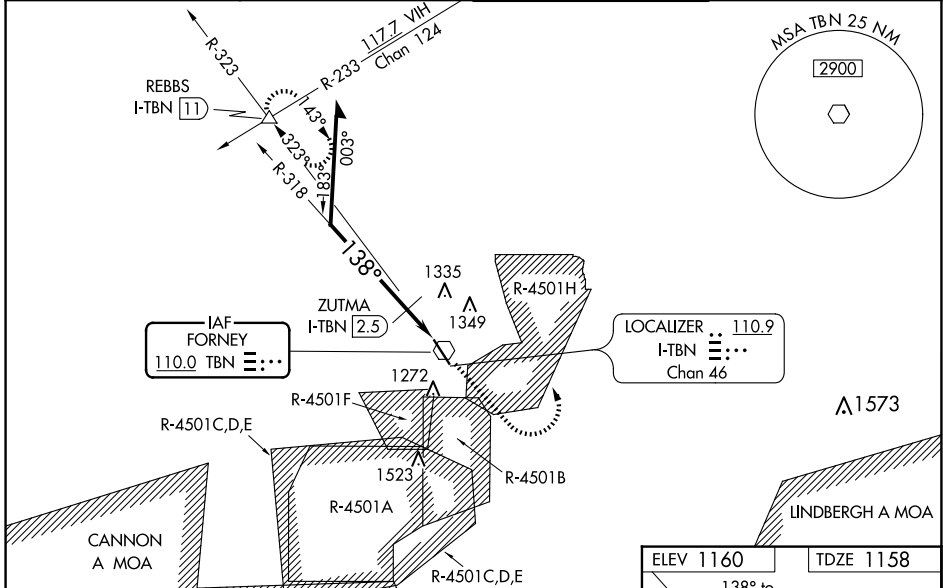 MSA TBN 25 NM
2900
R-323
117.7 VIH
Chan 124
R-233
REBBS
I-TBN 11
143°
323°
003°
183°
R-318
138°
1335
1349
R-4501H
ZUTMA
I-TBN 2.5
IAF
FORNEY
110.0 TBN
LOCALIZER 110.9
I-TBN
Chan 46
1272
R-4501F
R-4501C,D,E
1573
1523
R-4501B
R-4501A
LINDBERGH A MOA
CANNON
A MOA
R-4501C,D,E
ELEV 1160
TDZE 1158
138° to